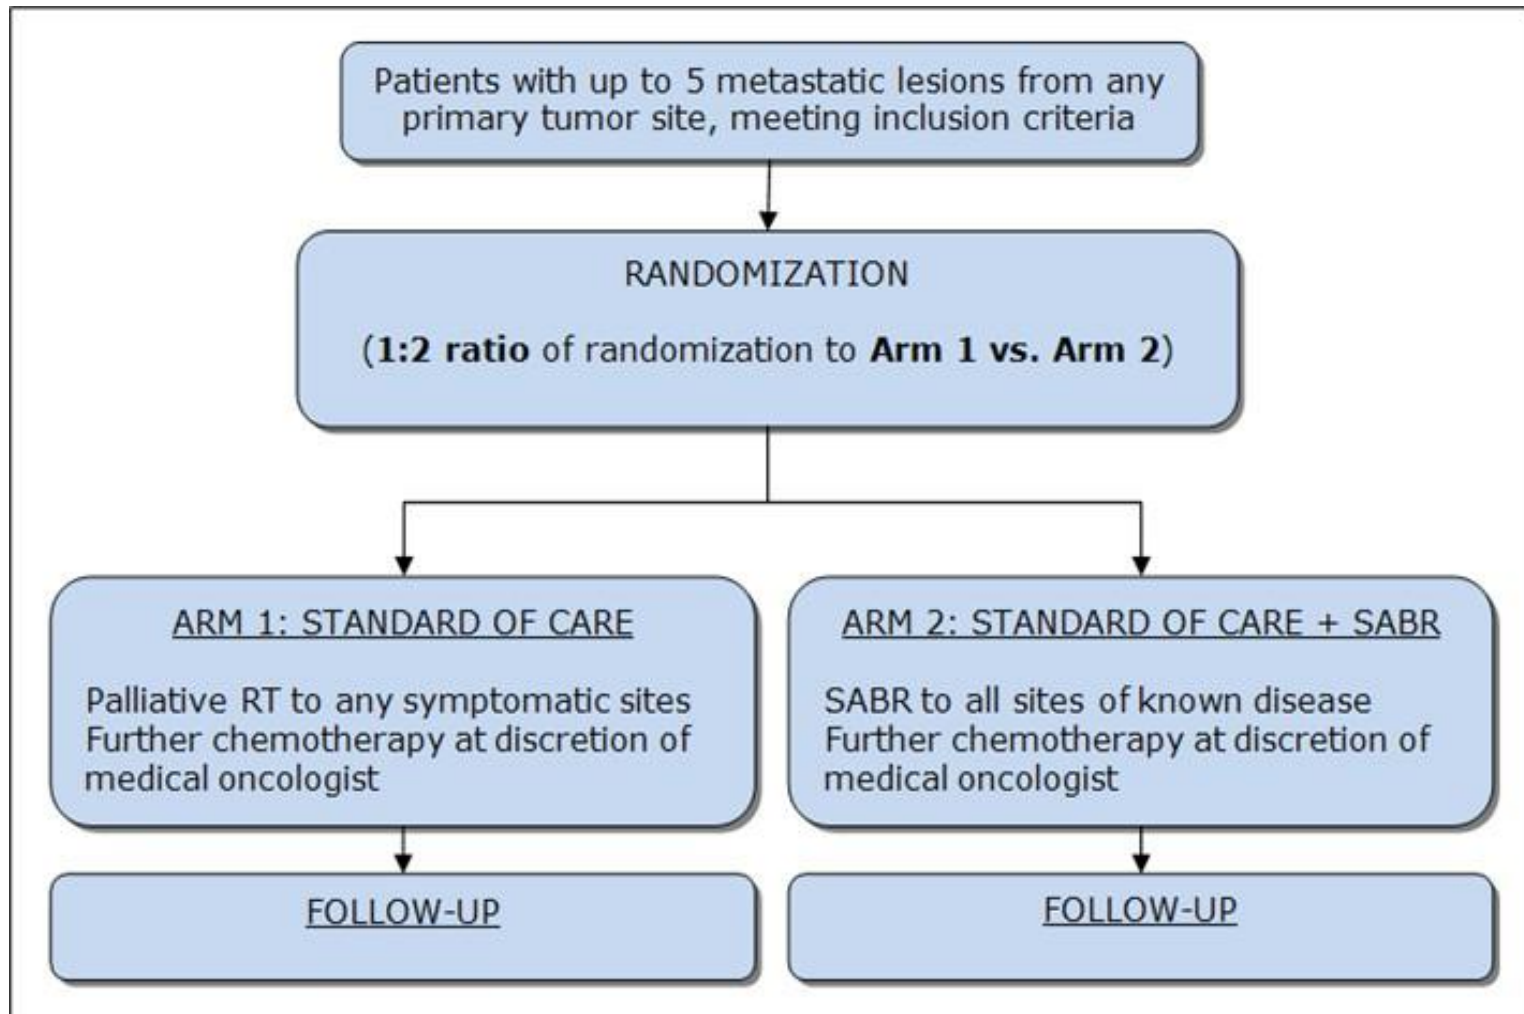 Patients with up to 5 metastatic lesions from any
primary tumor site, meeting inclusion criteria
RANDOMIZATION
(1:2 ratio of randomization to Arm 1 vs. Arm 2)
ARM 1: STANDARD OF CARE
Palliative RT to any symptomatic sites
Further chemotherapy at discretion of
medical oncologist
ARM 2: STANDARD OF CARE + SABR
SABR to all sites of known disease
Further chemotherapy at discretion of
medical oncologist
FOLLOW-UP
FOLLOW-UP